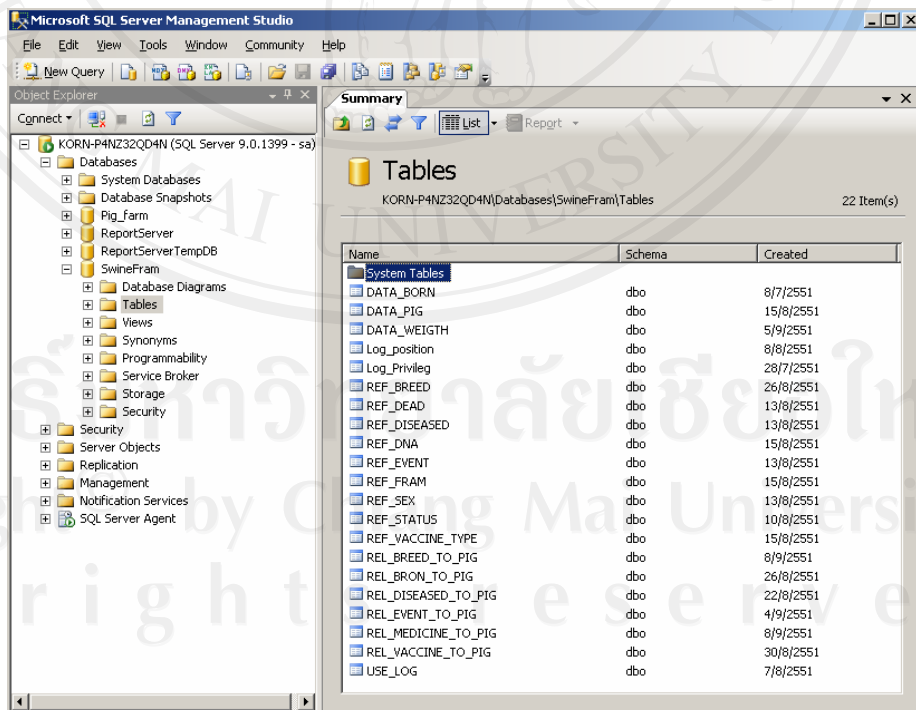 Microsoft SQL Server Management Studio
File Edit View Tools Window Community Help
New Query
Object Explorer
Connect
KORN-P4NZ32QD4N (SQL Server 9.0.1399 - sa)
Databases
System Databases
Database Snapshots
Pig_farm
ReportServer
ReportServerTempDB
SwineFram
Database Diagrams
Tables
Views
Synonyms
Programmability
Service Broker
Storage
Security
Security
Server Objects
Replication
Management
Notification Services
SQL Server Agent
Summary
List Report
Tables
KORN-P4NZ32QD4N\Databases\SwineFram\Tables 22 Item(s)
Name Schema Created
System Tables
DATA_BORN dbo 8/7/2551
DATA_PIG dbo 15/8/2551
DATA_WEIGTH dbo 5/9/2551
Log_position dbo 8/8/2551
Log_Privileg dbo 28/7/2551
REF_BREED dbo 26/8/2551
REF_DEAD dbo 13/8/2551
REF_DISEASED dbo 13/8/2551
REF_DNA dbo 15/8/2551
REF_EVENT dbo 13/8/2551
REF_FRAM dbo 15/8/2551
REF_SEX dbo 13/8/2551
REF_STATUS dbo 10/8/2551
REF_VACCINE_TYPE dbo 15/8/2551
REL_BREED_TO_PIG dbo 8/9/2551
REL_BRON_TO_PIG dbo 26/8/2551
REL_DISEASED_TO_PIG dbo 22/8/2551
REL_EVENT_TO_PIG dbo 4/9/2551
REL_MEDICINE_TO_PIG dbo 8/9/2551
REL_VACCINE_TO_PIG dbo 30/8/2551
USE_LOG dbo 7/8/2551
MAI UNIVERSITY
by Mai
rights reserve